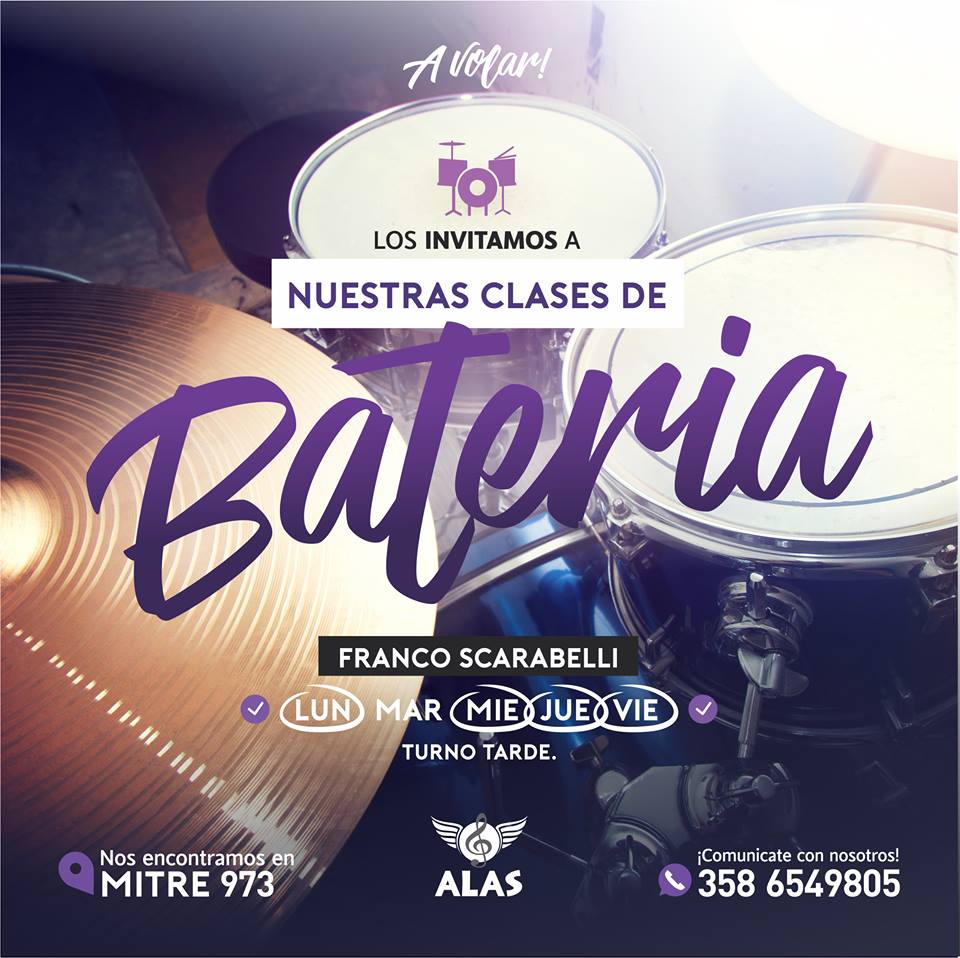 A volar!
LOS INVITAMOS A
NUESTRAS CLASES DE
Bateria
FRANCO SCARABELLI
LUN MAR MIE JUE VIE
TURNO TARDE.
Nos encontramos en
MITRE 973
ALAS
¡Comunicate con nosotros!
358 6549805